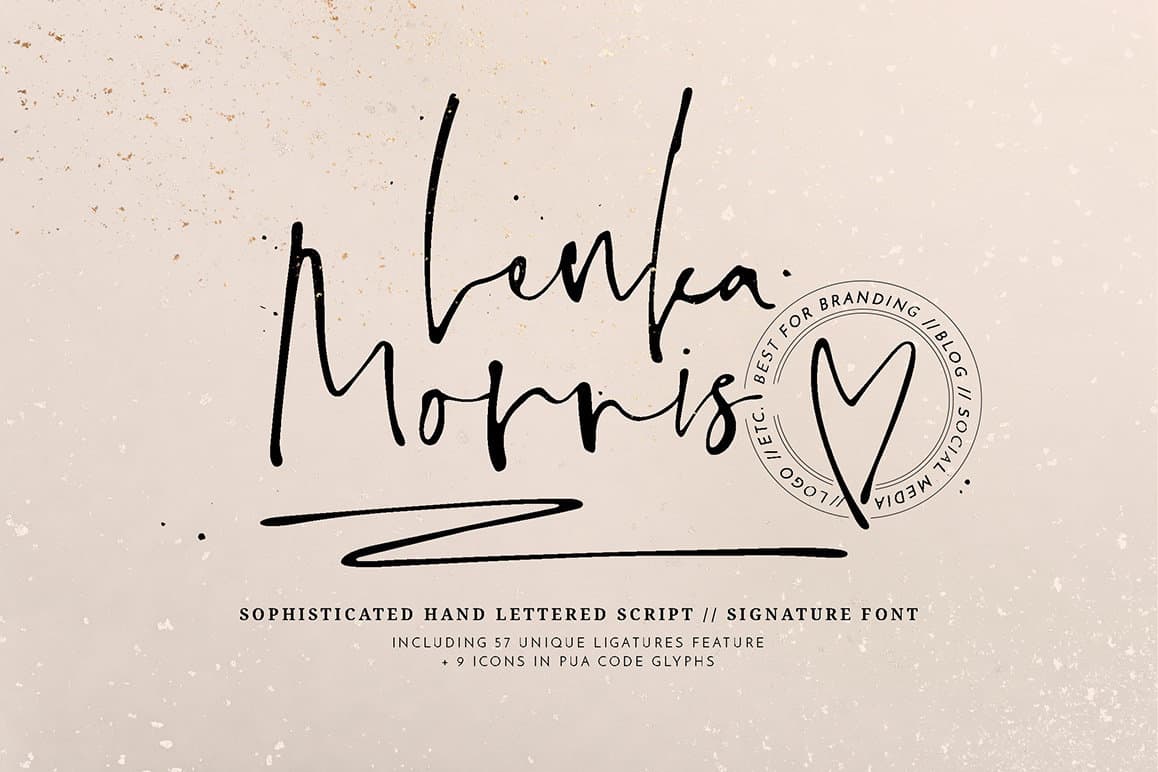 Lenka
Morris
BEST FOR BRANDING // BLOG // SOCIAL MEDIA // LOGO // ETC.
SOPHISTICATED HAND LETTERED SCRIPT // SIGNATURE FONT
INCLUDING 57 UNIQUE LIGATURES FEATURE
+ 9 ICONS IN PUA CODE GLYPHS